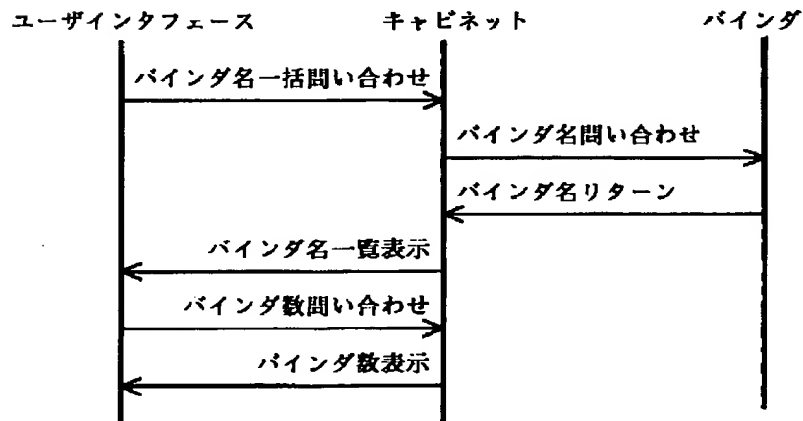 ユーザインタフェース
キャビネット
バインダ
バインダ名一括問い合わせ
バインダ名問い合わせ
バインダ名リターン
バインダ名一覧表示
バインダ数問い合わせ
バインダ数表示